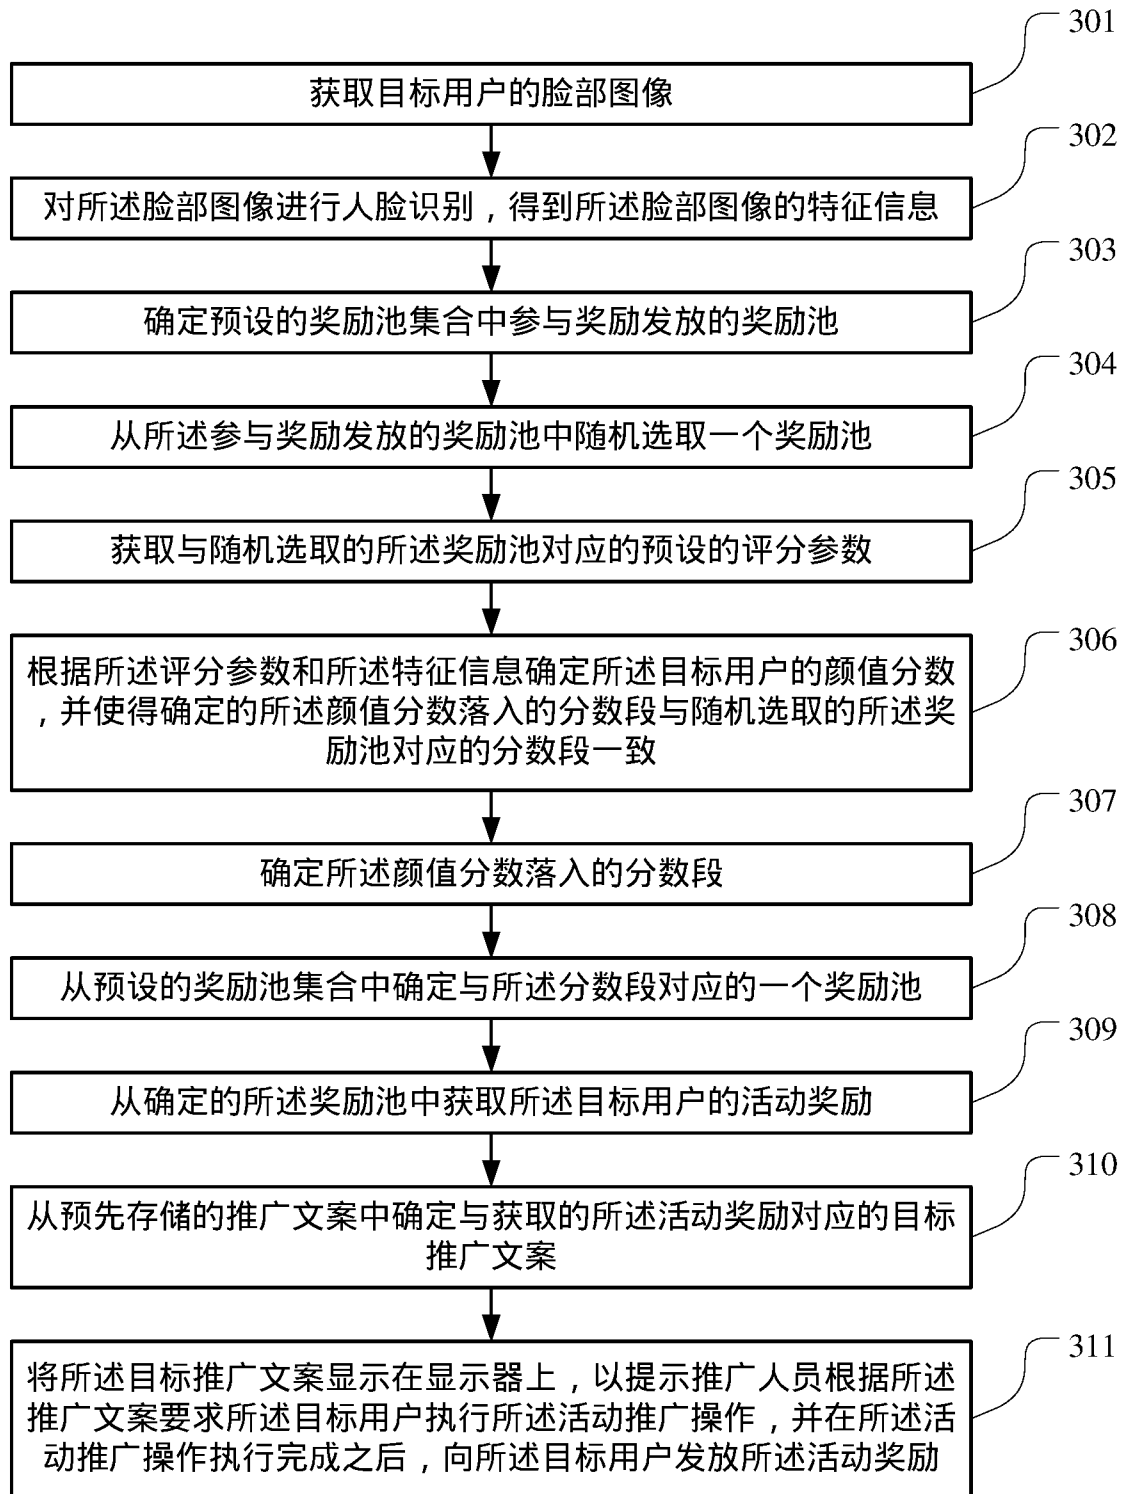 301
获取目标用户的脸部图像
302
对所述脸部图像进行人脸识别，得到所述脸部图像的特征信息
303
确定预设的奖励池集合中参与奖励发放的奖励池
304
从所述参与奖励发放的奖励池中随机选取一个奖励池
305
获取与随机选取的所述奖励池对应的预设的评分参数
306
根据所述评分参数和所述特征信息确定所述目标用户的颜值分数
，并使得确定的所述颜值分数落入的分数段与随机选取的所述奖
励池对应的分数段一致
307
确定所述颜值分数落入的分数段
308
从预设的奖励池集合中确定与所述分数段对应的一个奖励池
309
从确定的所述奖励池中获取所述目标用户的活动奖励
310
从预先存储的推广文案中确定与获取的所述活动奖励对应的目标
推广文案
311
将所述目标推广文案显示在显示器上，以提示推广人员根据所述
推广文案要求所述目标用户执行所述活动推广操作，并在所述活
动推广操作执行完成之后，向所述目标用户发放所述活动奖励